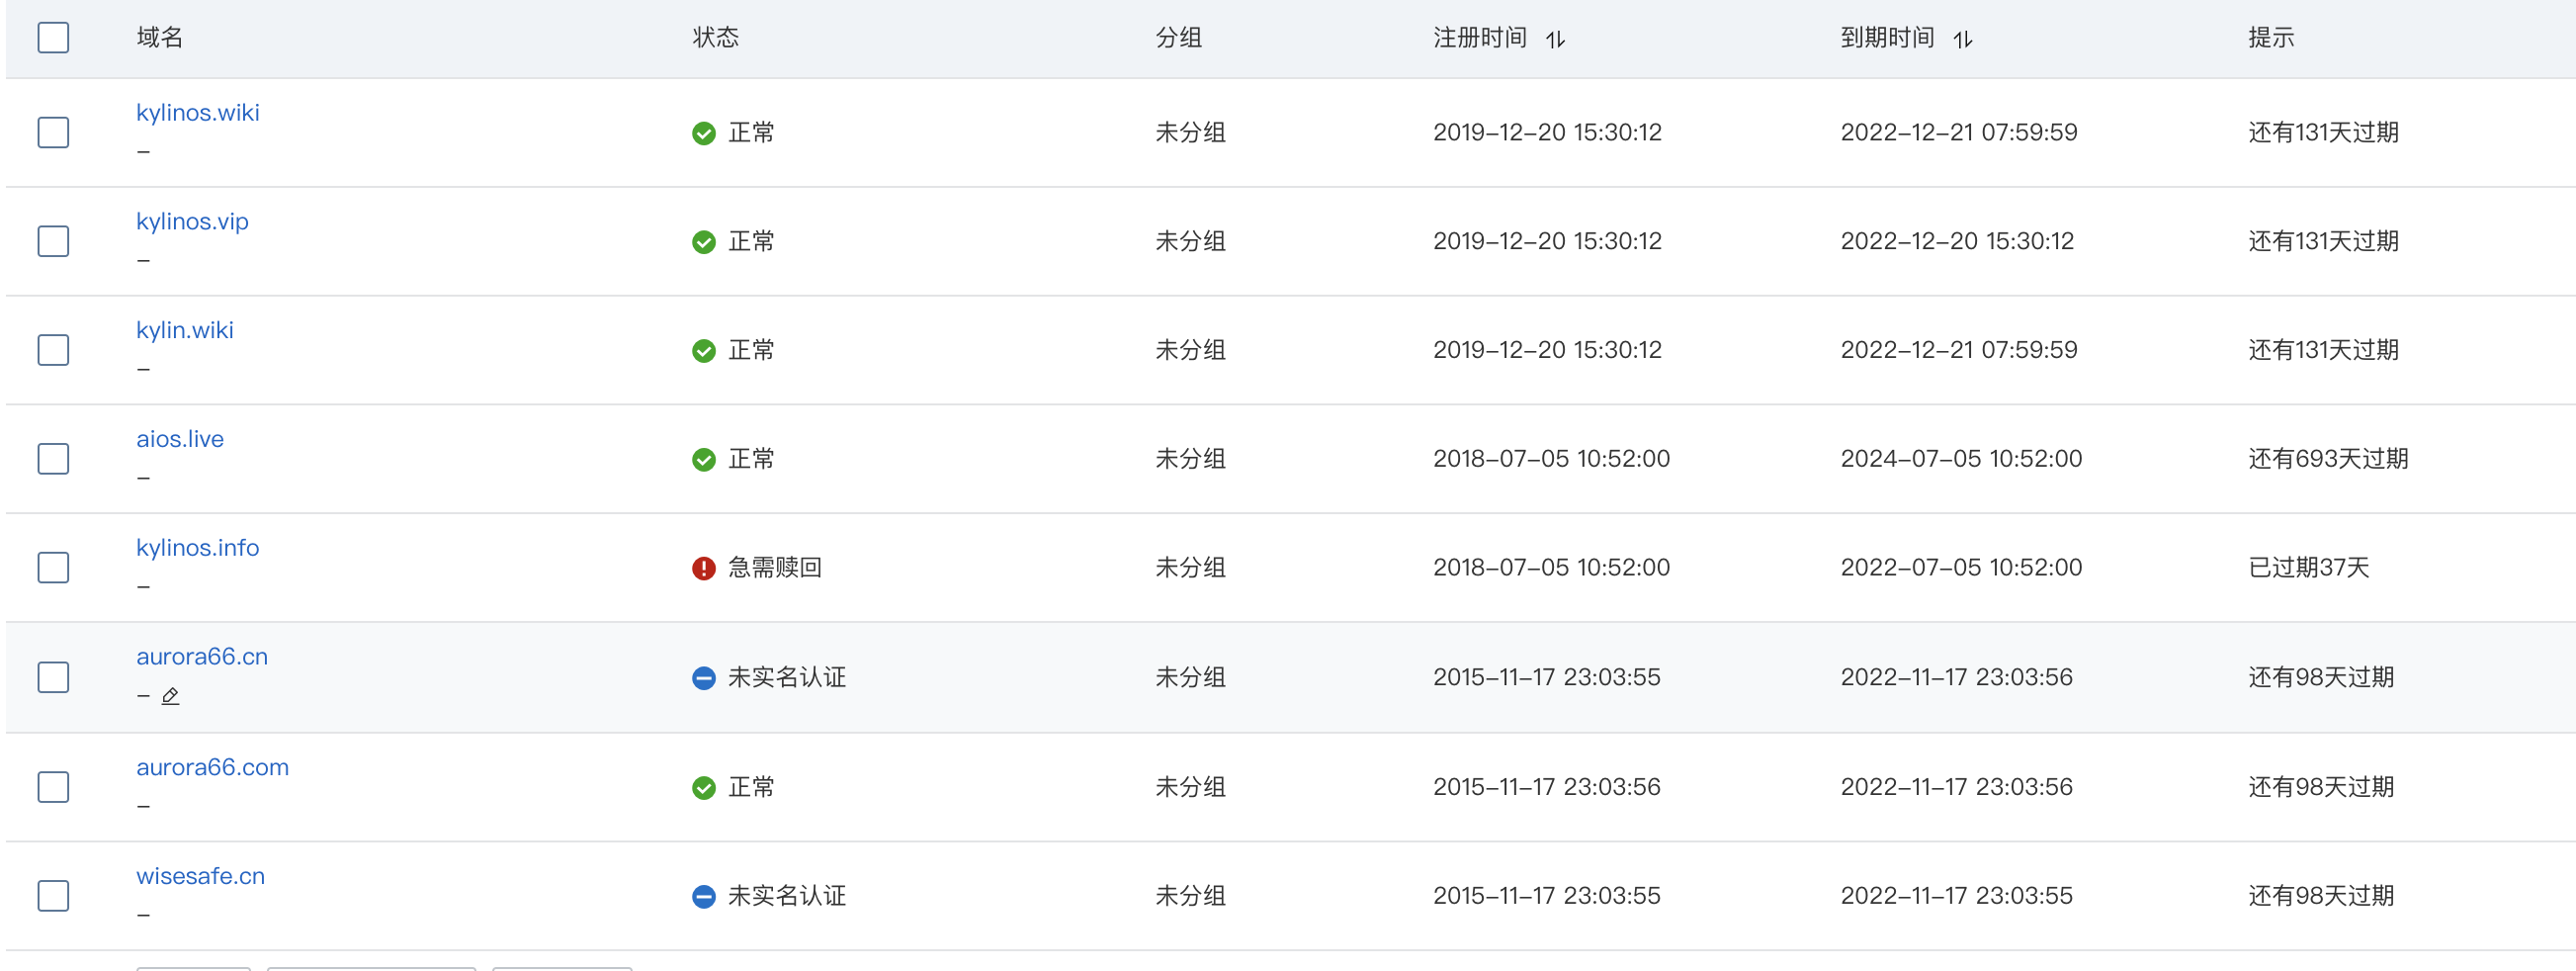 域名 状态 分组 注册时间 到期时间 提示
kylinos.wiki
正常 未分组 2019-12-20 15:30:12 2022-12-21 07:59:59 还有131天过期
–
kylinos.vip
正常 未分组 2019-12-20 15:30:12 2022-12-20 15:30:12 还有131天过期
–
kylin.wiki
正常 未分组 2019-12-20 15:30:12 2022-12-21 07:59:59 还有131天过期
–
aios.live
正常 未分组 2018-07-05 10:52:00 2024-07-05 10:52:00 还有693天过期
–
kylinos.info
急需赎回 未分组 2018-07-05 10:52:00 2022-07-05 10:52:00 已过期37天
–
aurora66.cn
未实名认证 未分组 2015-11-17 23:03:55 2022-11-17 23:03:56 还有98天过期
–
aurora66.com
正常 未分组 2015-11-17 23:03:56 2022-11-17 23:03:56 还有98天过期
–
wisesafe.cn
未实名认证 未分组 2015-11-17 23:03:55 2022-11-17 23:03:55 还有98天过期
–